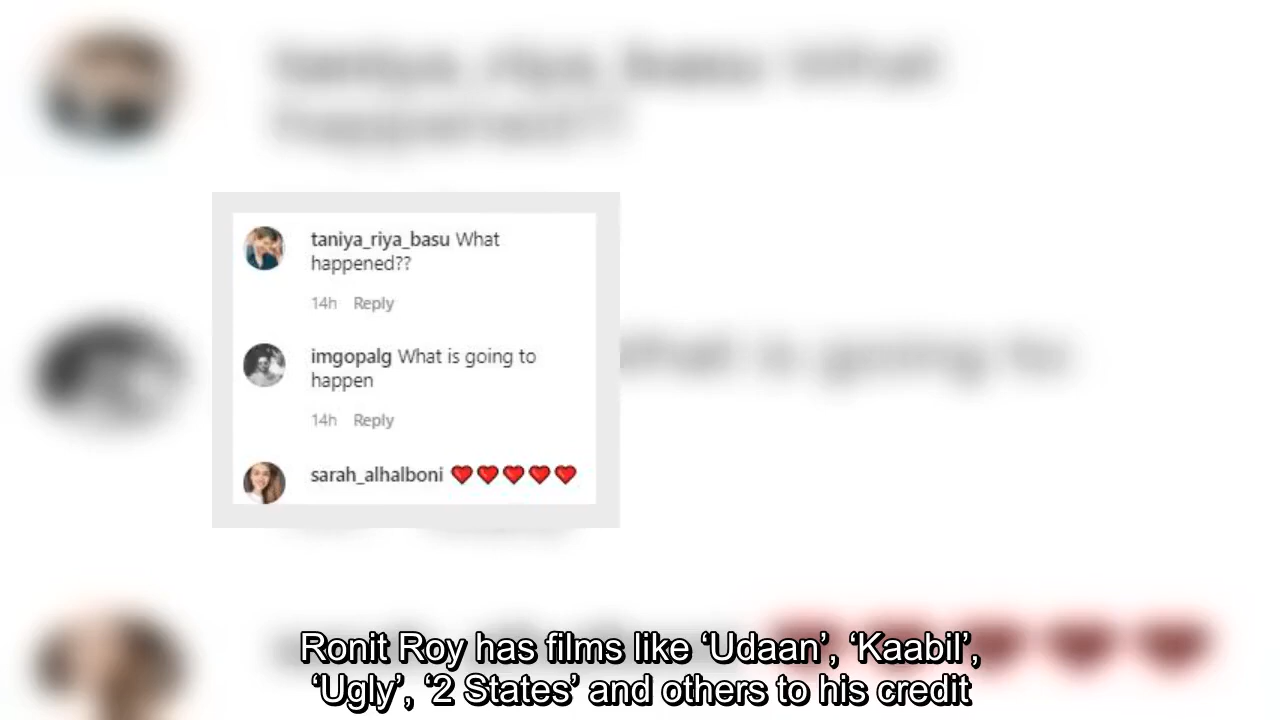 taniya_riya_basu What
happened??
14h Reply
imgopalg What is going to
happen
14h Reply
sarah_alhalboni ❤❤❤❤❤
Ronit Roy has films like ‘Udaan’, ‘Kaabil’,
‘Ugly’, ‘2 States’ and others to his credit